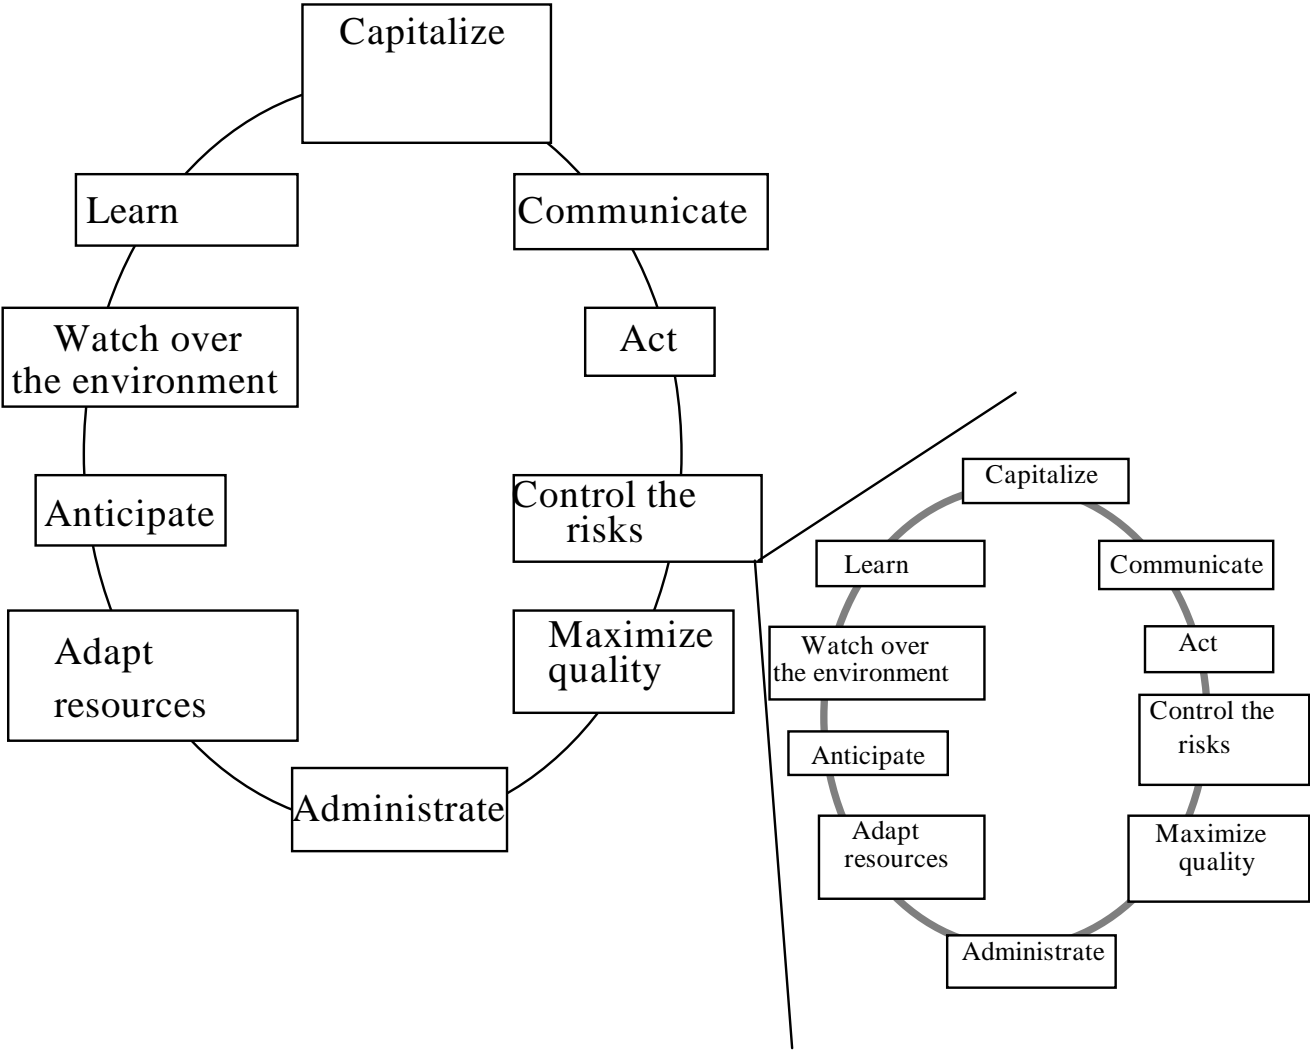 Capitalize
Learn
Communicate
Watch over
the environment
Act
Anticipate
Control the
risks
Adapt
resources
Maximize
quality
Administrate
Capitalize
Learn
Communicate
Watch over
the environment
Act
Anticipate
Control the
risks
Adapt
resources
Maximize
quality
Administrate